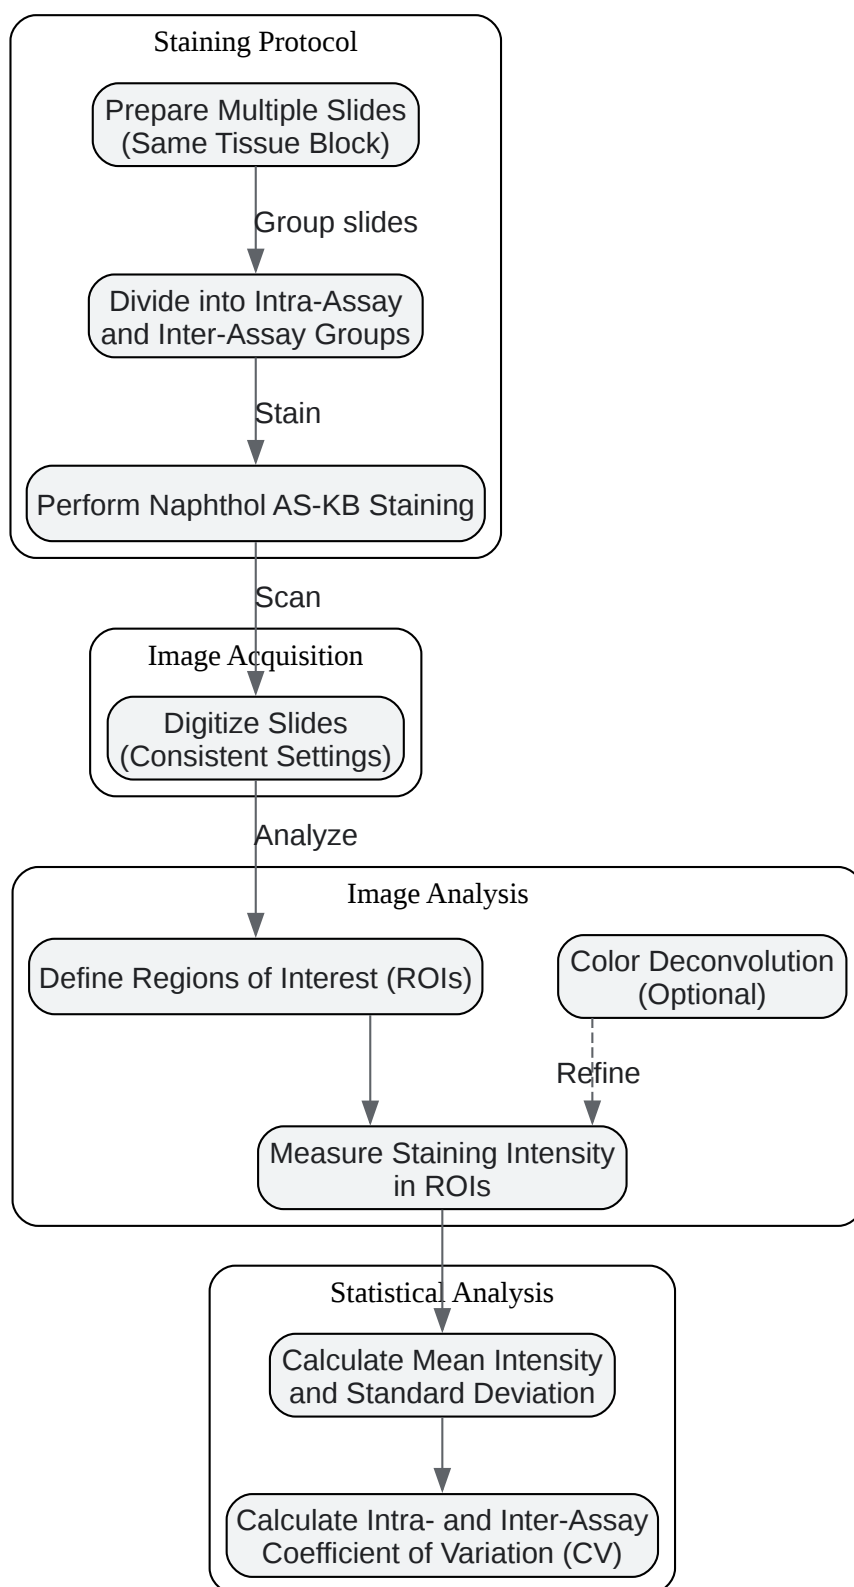 Staining Protocol
Prepare Multiple Slides
(Same Tissue Block)
Group slides
Divide into Intra-Assay
and Inter-Assay Groups
Stain
Perform Naphthol AS-KB Staining
Scan
Image Acquisition
Digitize Slides
(Consistent Settings)
Analyze
Image Analysis
Define Regions of Interest (ROIs)
Color Deconvolution
(Optional)
Refine
Measure Staining Intensity
in ROIs
Statistical Analysis
Calculate Mean Intensity
and Standard Deviation
Calculate Intra- and Inter-Assay
Coefficient of Variation (CV)